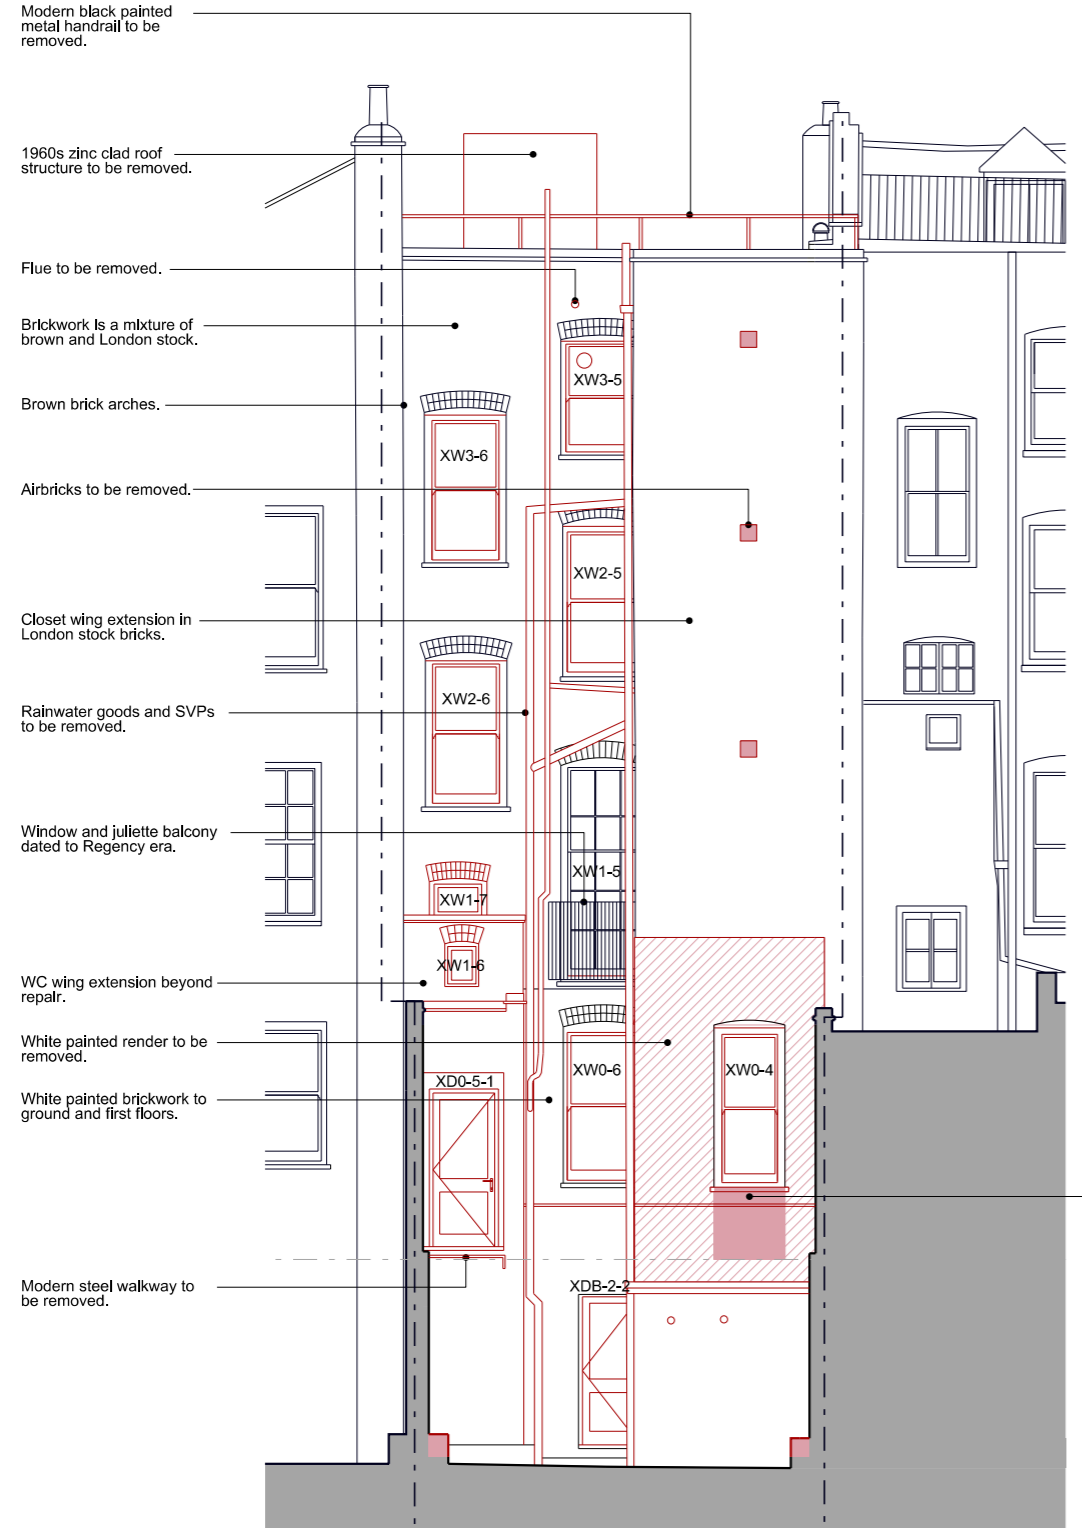 Modern black painted
metal handrail to be
removed.
1960s zinc clad roof
structure to be removed.
Flue to be removed.
Brickwork is a mixture of
brown and London stock.
XW3-5
Brown brick arches.
XW3-6
Airbricks to be removed.
XW2-5
Closet wing extension in
London stock bricks.
XW2-6
Rainwater goods and SVPs
to be removed.
Window and juliette balcony
dated to Regency era.
XW1-5
XW1-7
XW1-6
WC wing extension beyond
repair.
White painted render to be
removed.
XW0-6
XW0-4
XD0-5-1
White painted brickwork to
ground and first floors.
Modern steel walkway to
be removed.
XDB-2-2